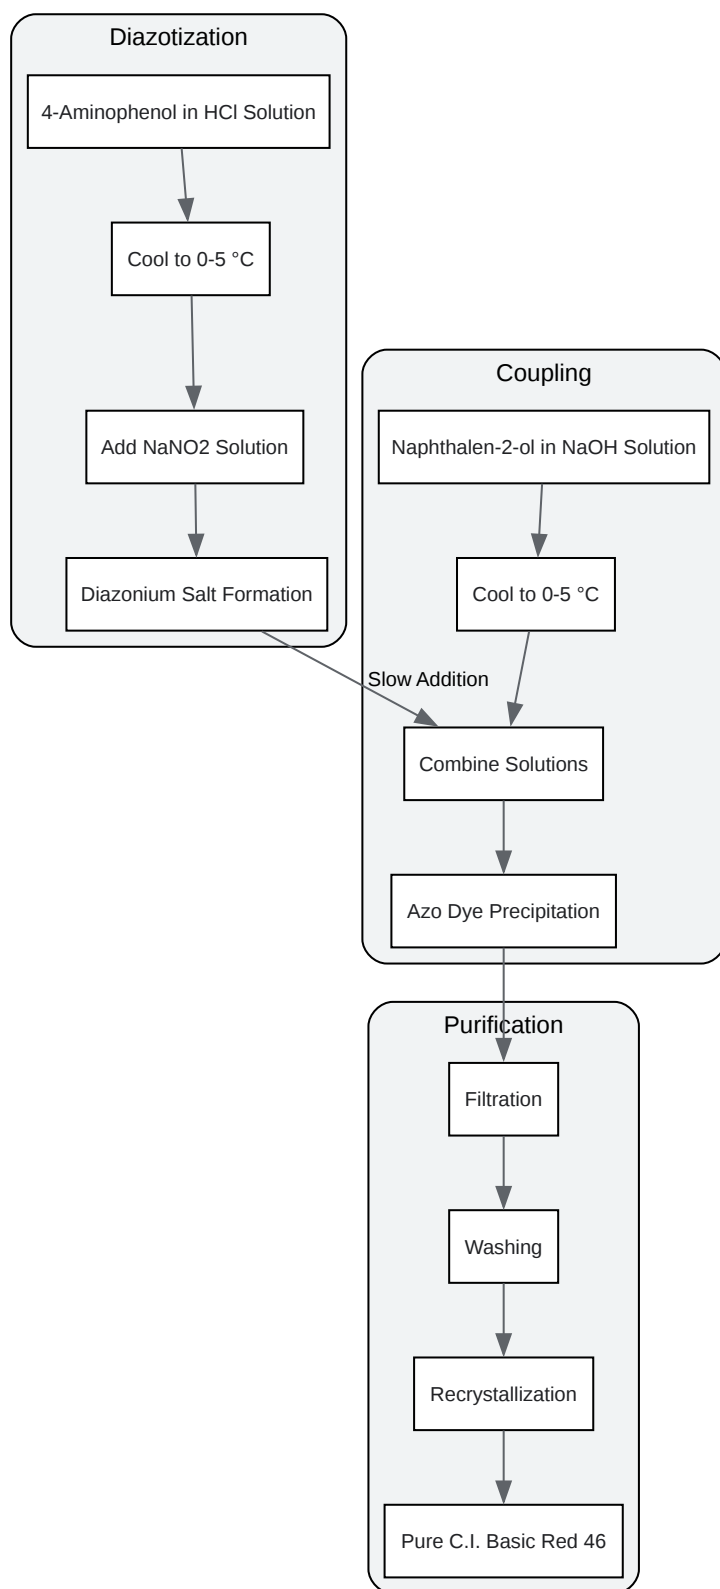 Diazotization
4-Aminophenol in HCl Solution
Cool to 0-5 °C
Add NaNO2 Solution
Diazonium Salt Formation
Coupling
Naphthalen-2-ol in NaOH Solution
Cool to 0-5 °C
Slow Addition
Combine Solutions
Azo Dye Precipitation
Purification
Filtration
Washing
Recrystallization
Pure C.I. Basic Red 46